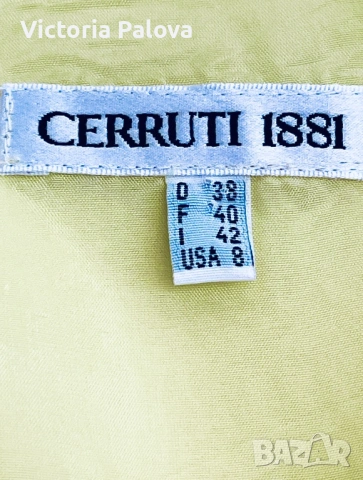 Victoria Palova
CERRUTI 1881
D 38
F 40
I 42
USA 8
BAZAR